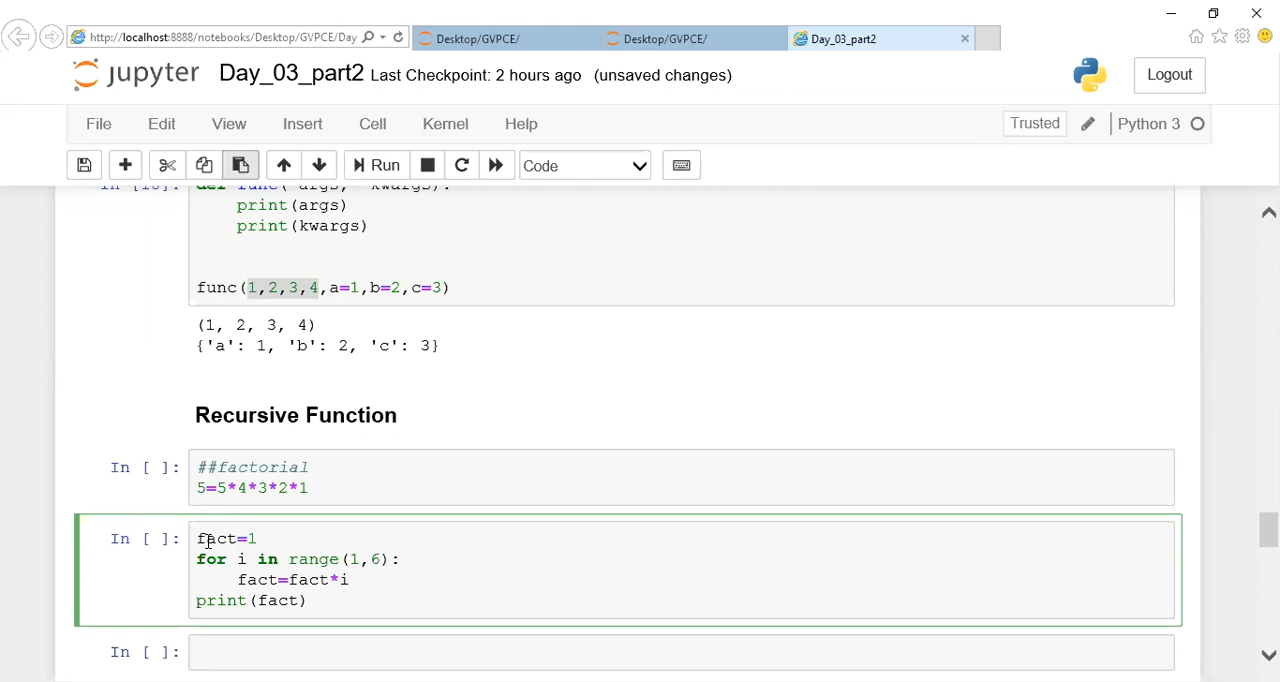 http://localhost:8888/notebooks/Desktop/GVPCE/Day
Desktop/GVPCE/
Desktop/GVPCE/
Day_03_part2
jupyter Day_03_part2 Last Checkpoint: 2 hours ago (unsaved changes)
Logout
File Edit View Insert Cell Kernel Help
Trusted
Python 3
Run
Code
print(args)
print(kwargs)
func(1,2,3,4,a=1,b=2,c=3)
(1, 2, 3, 4)
{'a': 1, 'b': 2, 'c': 3}
Recursive Function
In [ ]: ##factorial
5=5*4*3*2*1
In [ ]: fact=1
for i in range(1,6):
fact=fact*i
print(fact)
In [ ]: